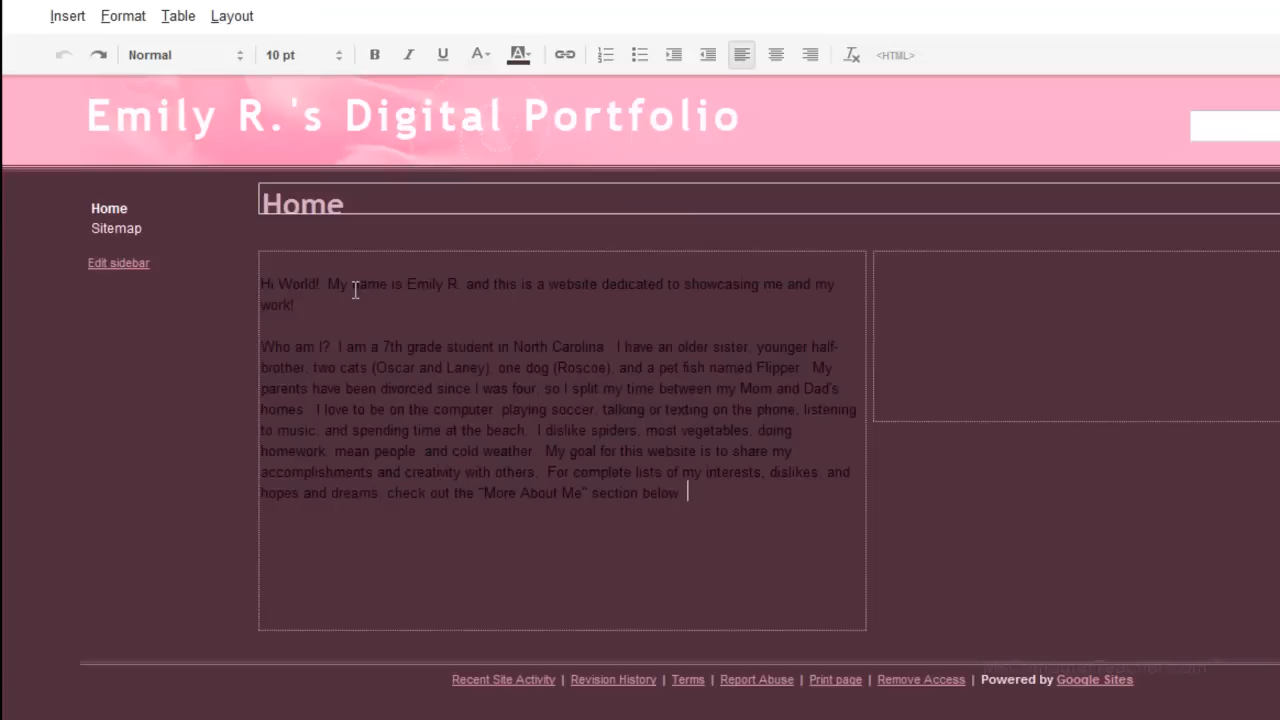 Insert Format Table Layout
Normal 10 pt B I U A A <HTML>
Emily R.'s Digital Portfolio
Home
Sitemap
Edit sidebar
Home
Hi World!  My name is Emily R. and this is a website dedicated to showcasing me and my
work!
Who am I?  I am a 7th grade student in North Carolina.  I have an older sister, younger half-
brother, two cats (Oscar and Laney), one dog (Roscoe), and a pet fish named Flipper.  My
parents have been divorced since I was four, so I split my time between my Mom and Dad's
homes.  I love to be on the computer, playing soccer, talking or texting on the phone, listening
to music, and spending time at the beach.  I dislike spiders, most vegetables, doing
homework, mean people, and cold weather.  My goal for this website is to share my
accomplishments and creativity with others.  For complete lists of my interests, dislikes, and
hopes and dreams, check out the "More About Me" section below.
Recent Site Activity | Revision History | Terms | Report Abuse | Print page | Remove Access | Powered by Google Sites